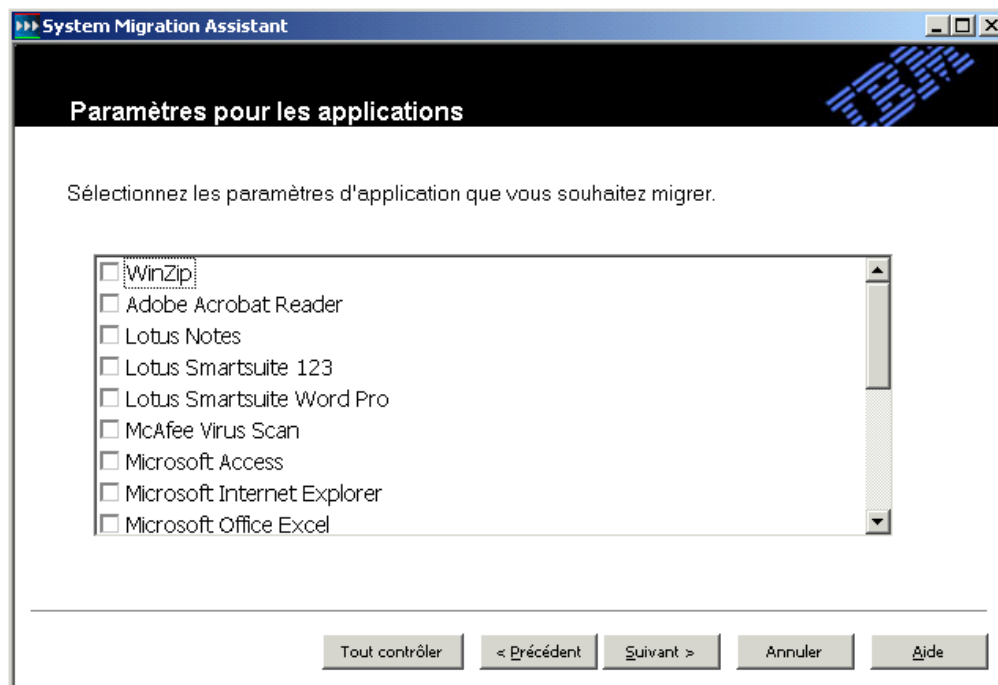 System Migration Assistant
IBM
Paramètres pour les applications
Sélectionnez les paramètres d'application que vous souhaitez migrer.
WinZip
Adobe Acrobat Reader
Lotus Notes
Lotus Smartsuite 123
Lotus Smartsuite Word Pro
McAfee Virus Scan
Microsoft Access
Microsoft Internet Explorer
Microsoft Office Excel
Tout contrôler < Précédent Suivant > Annuler Aide